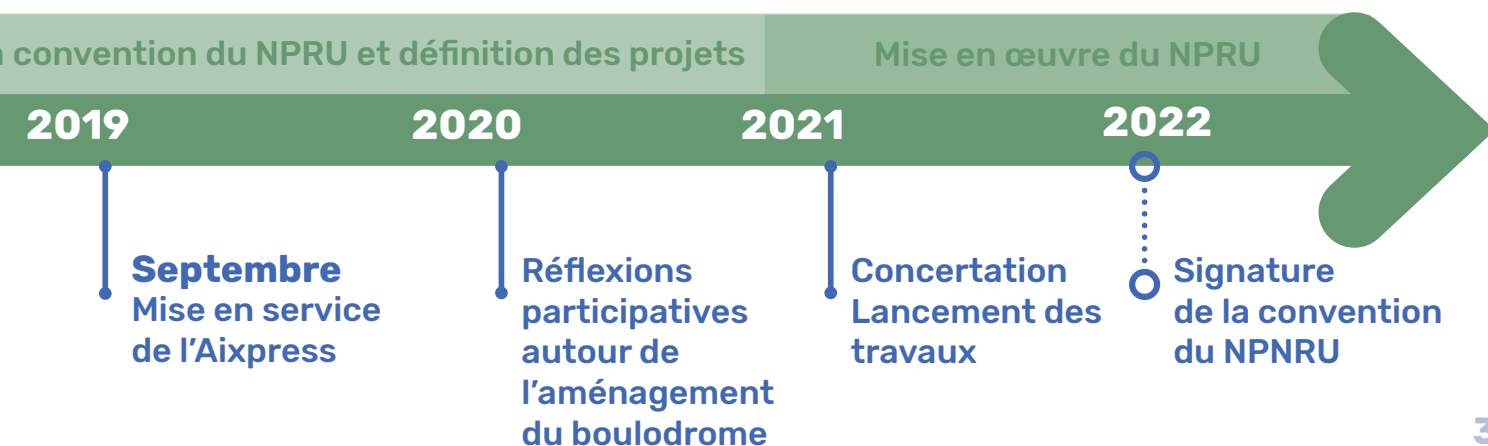 convention du NPRU et définition des projets
Mise en œuvre du NPRU
2019
2020
2021
2022
Septembre
Mise en service
de l'Aixpress
Réflexions
participatives
autour de
l'aménagement
du boulodrome
Concertation
Lancement des
travaux
Signature
de la convention
du NPNRU